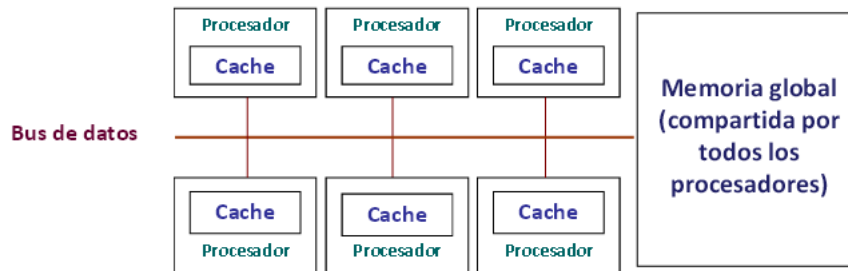 Procesador
Cache
Procesador
Cache
Procesador
Cache
Bus de datos
Cache
Procesador
Cache
Procesador
Cache
Procesador
Memoria global
(compartida por
todos los
procesadores)